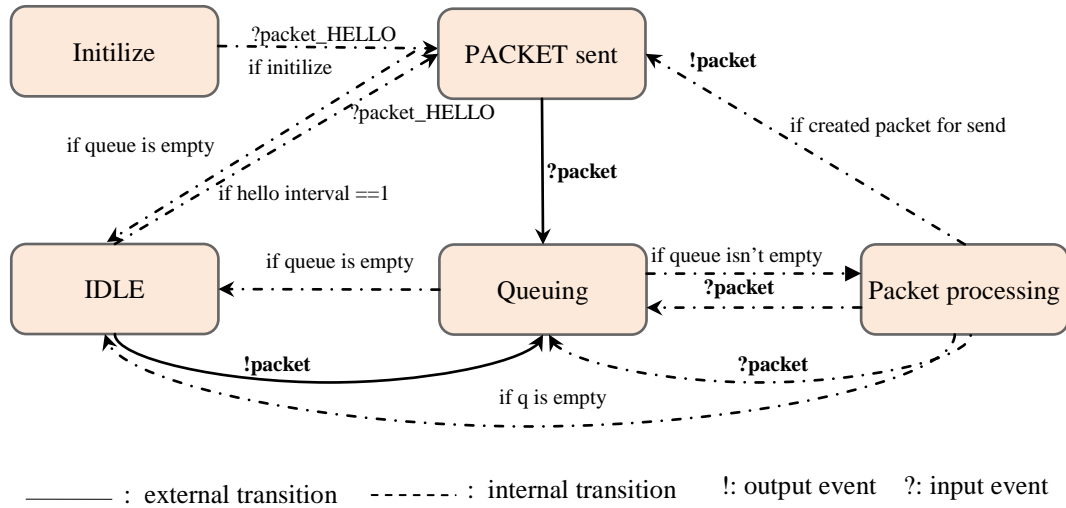 Initilize
?packet_HELLO
if initilize
PACKET sent
!packet
?packet_HELLO
if queue is empty
if created packet for send
?packet
if hello interval ==1
IDLE
if queue is empty
Queuing
if queue isn't empty
?packet
Packet processing
!packet
?packet
if q is empty
: external transition
: internal transition
!: output event
?: input event